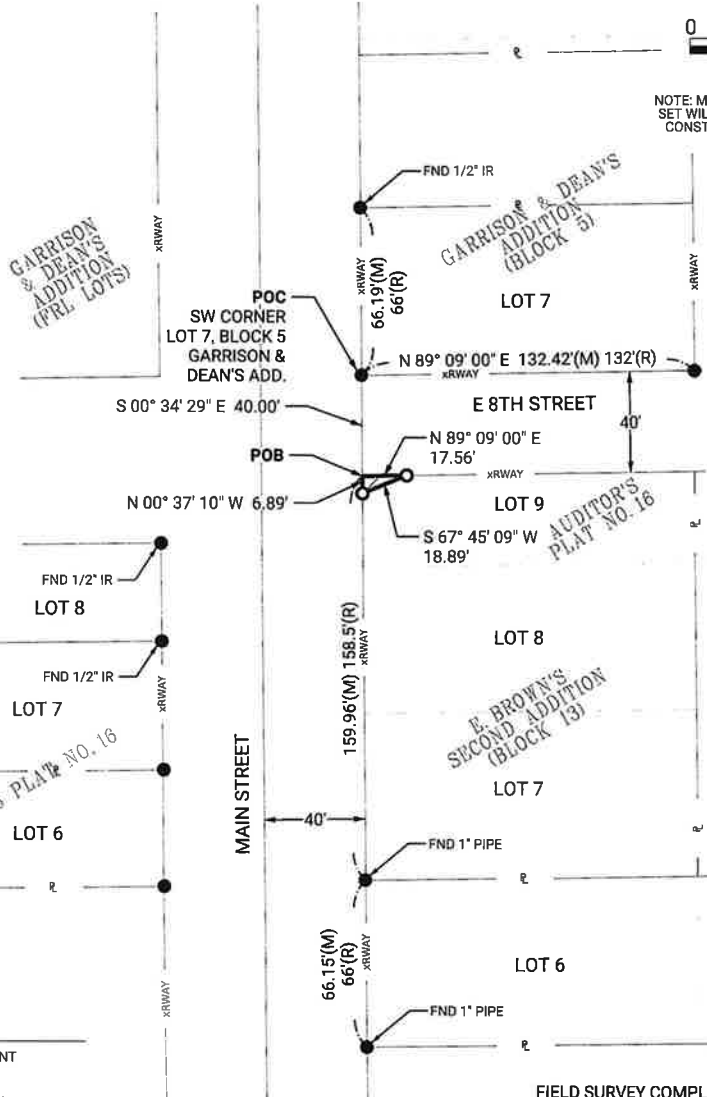 0
℄
NOTE: M
SET WIL
CONST
FND 1/2" IR
℄
GARRISON & DEAN'S
ADDITION
(BLOCK 5)
GARRISON
& DEAN'S
ADDITION
(FRL LOTS)
xRWAY
xRWAY
66.19'(M)
66'(R)
xRWAY
LOT 7
POC
SW CORNER
LOT 7, BLOCK 5
GARRISON &
DEAN'S ADD.
N 89° 09' 00" E 132.42'(M) 132'(R)
xRWAY
S 00° 34' 29" E 40.00'
E 8TH STREET
40'
N 89° 09' 00" E
17.56'
POB
xRWAY
N 00° 37' 10" W 6.89'
LOT 9
AUDITOR'S
PLAT NO. 16
℄
S 67° 45' 09" W
18.89'
FND 1/2" IR
LOT 8
LOT 8
159.96'(M) 158.5'(R)
xRWAY
FND 1/2" IR
xRWAY
LOT 7
E. BROWN'S
SECOND ADDITION
(BLOCK 13)
S PLAT NO. 16
℄
LOT 7
MAIN STREET
40'
LOT 6
FND 1" PIPE
℄
℄
℄
66.15'(M)
66'(R)
xRWAY
LOT 6
xRWAY
FND 1" PIPE
℄
NT
FIELD SURVEY COMPL